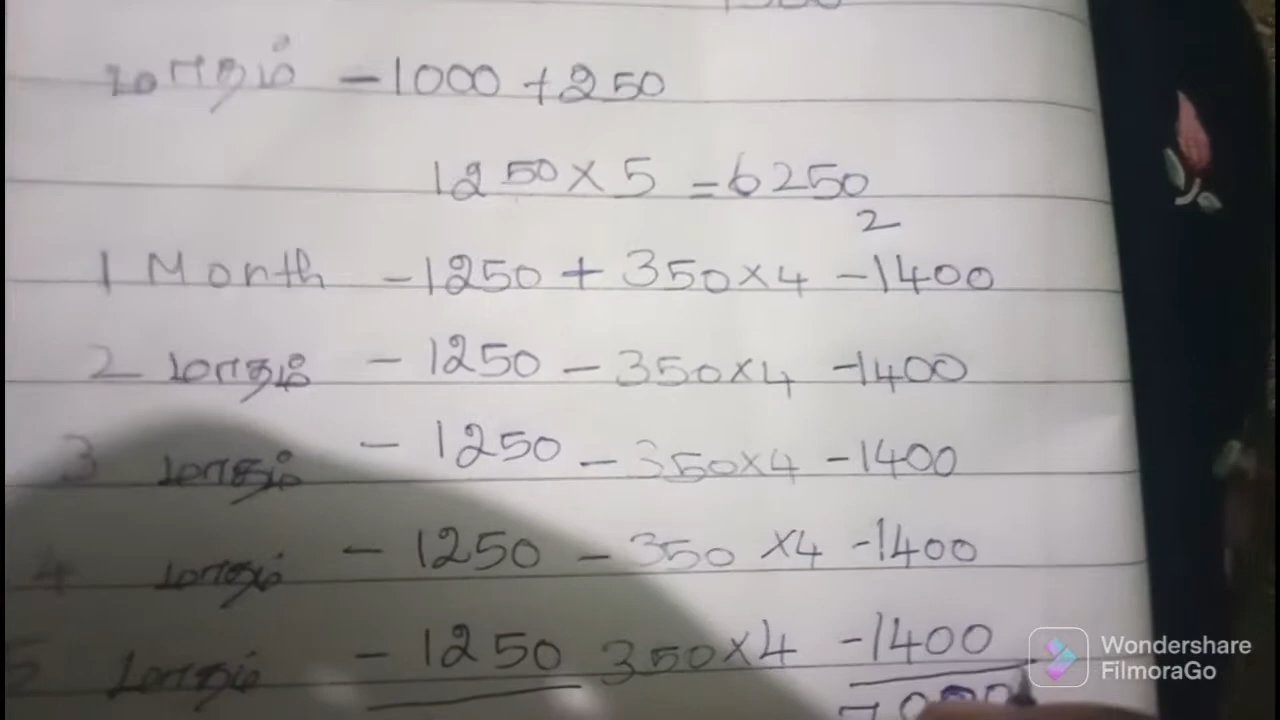 மாதம் -1000 +250
1250 × 5 = 6250
2
1 Month -1250 + 350×4 -1400
2 மாதம் - 1250 - 350×4 -1400
3 மாதம் - 1250 - 350×4 -1400
4 மாதம் - 1250 - 350 ×4 -1400
5 மாதம் - 1250 350×4 -1400
Wondershare
FilmoraGo